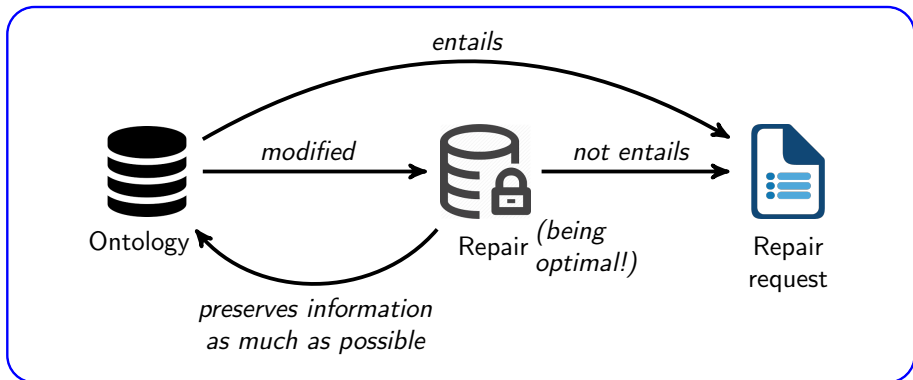 entails
modified
not entails
Ontology
Repair
(being
optimal!)
Repair
request
preserves information
as much as possible